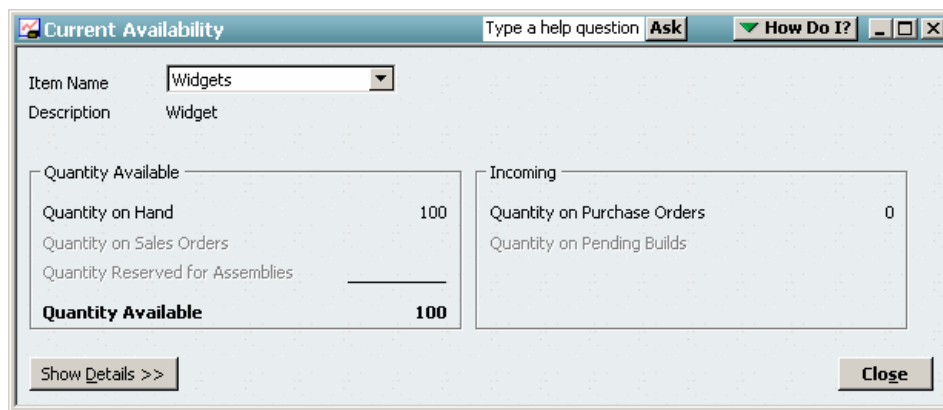 Current Availability
Type a help question Ask
How Do I?
Item Name Widgets
Description Widget
Quantity Available
Quantity on Hand 100
Quantity on Sales Orders
Quantity Reserved for Assemblies
Quantity Available 100
Incoming
Quantity on Purchase Orders 0
Quantity on Pending Builds
Show Details >>
Close